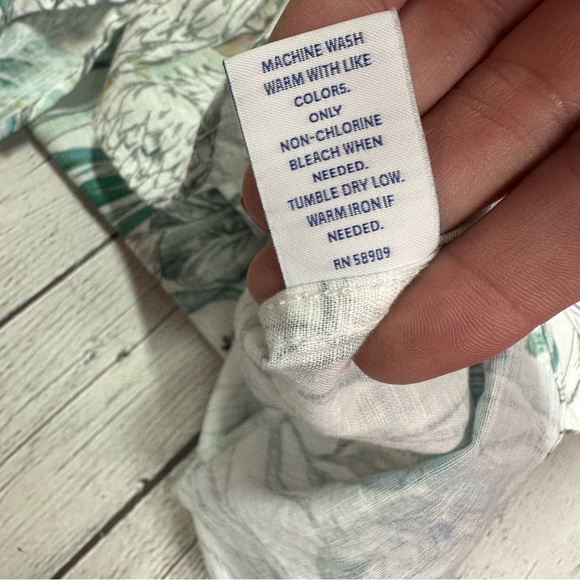 MACHINE WASH
WARM WITH LIKE
COLORS.
ONLY
NON-CHLORINE
BLEACH WHEN
NEEDED.
TUMBLE DRY LOW.
WARM IRON IF
NEEDED.
RN 58909